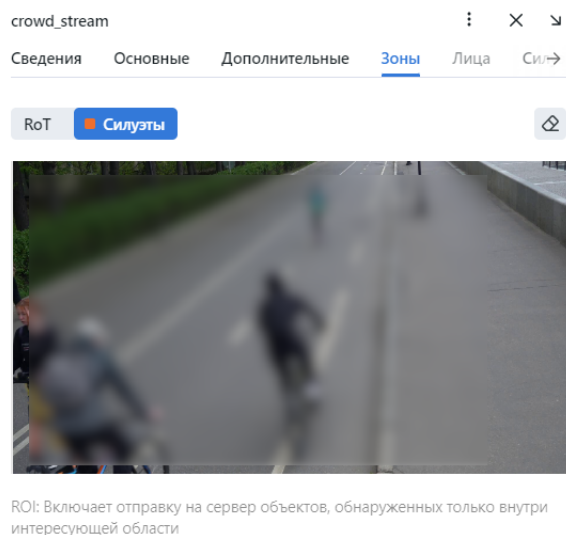 crowd_stream
Сведения Основные Дополнительные Зоны Лица
RoT Силуэты
ROI: Включает отправку на сервер объектов, обнаруженных только внутри
интересующей области